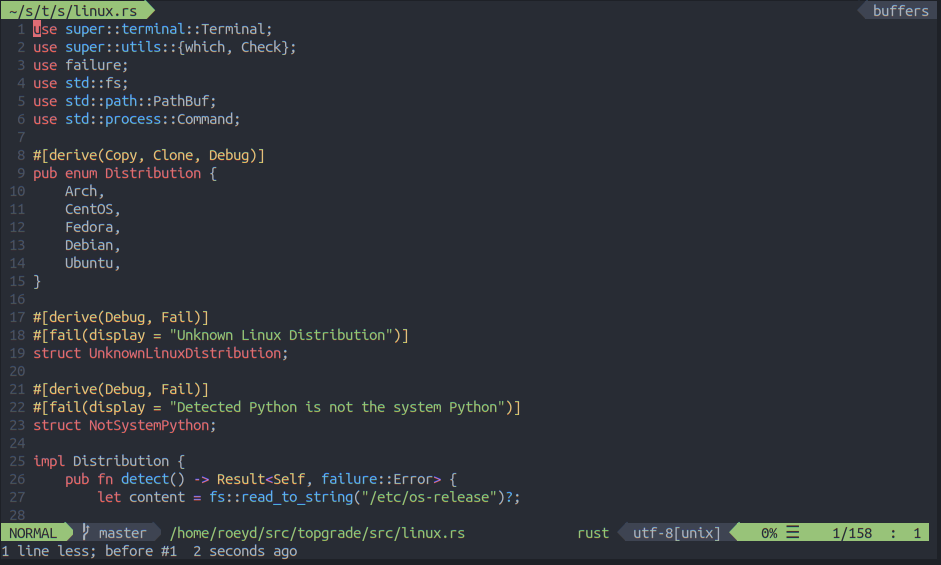 ~/s/t/s/linux.rs buffers
1 use super::terminal::Terminal;
2 use super::utils::{which, Check};
3 use failure;
4 use std::fs;
5 use std::path::PathBuf;
6 use std::process::Command;
7
8 #[derive(Copy, Clone, Debug)]
9 pub enum Distribution {
10     Arch,
11     CentOS,
12     Fedora,
13     Debian,
14     Ubuntu,
15 }
16
17 #[derive(Debug, Fail)]
18 #[fail(display = "Unknown Linux Distribution")]
19 struct UnknownLinuxDistribution;
20
21 #[derive(Debug, Fail)]
22 #[fail(display = "Detected Python is not the system Python")]
23 struct NotSystemPython;
24
25 impl Distribution {
26     pub fn detect() -> Result<Self, failure::Error> {
27         let content = fs::read_to_string("/etc/os-release")?;
28
NORMAL master /home/roeyd/src/topgrade/src/linux.rs rust utf-8[unix] 0% ☰ 1/158 : 1
1 line less; before #1  2 seconds ago